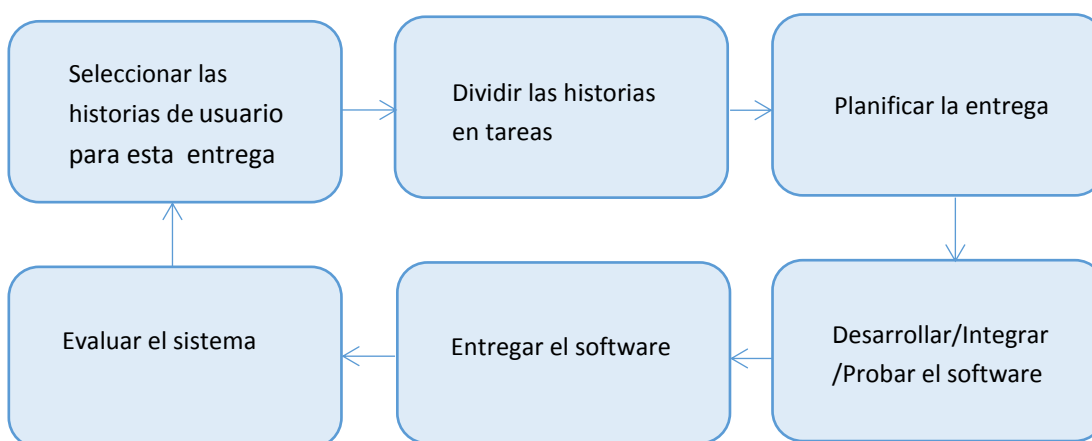 Seleccionar las
historias de usuario
para esta entrega
Dividir las historias
en tareas
Planificar la entrega
Desarrollar/Integrar
/Probar el software
Entregar el software
Evaluar el sistema